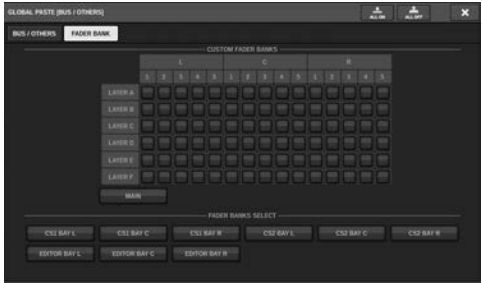 GLOBAL PASTE [BUS / OTHERS] ALL ON ALL OFF
BUS / OTHERS FADER BANK
CUSTOM FADER BANKS
L C R
1 2 3 4 5 1 2 3 4 5 1 2 3 4 5
LAYER A
LAYER B
LAYER C
LAYER D
LAYER E
LAYER F
MAIN
FADER BANKS SELECT
CS1 BAY L CS1 BAY C CS1 BAY R CS2 BAY L CS2 BAY C CS2 BAY R
EDITOR BAY L EDITOR BAY C EDITOR BAY R